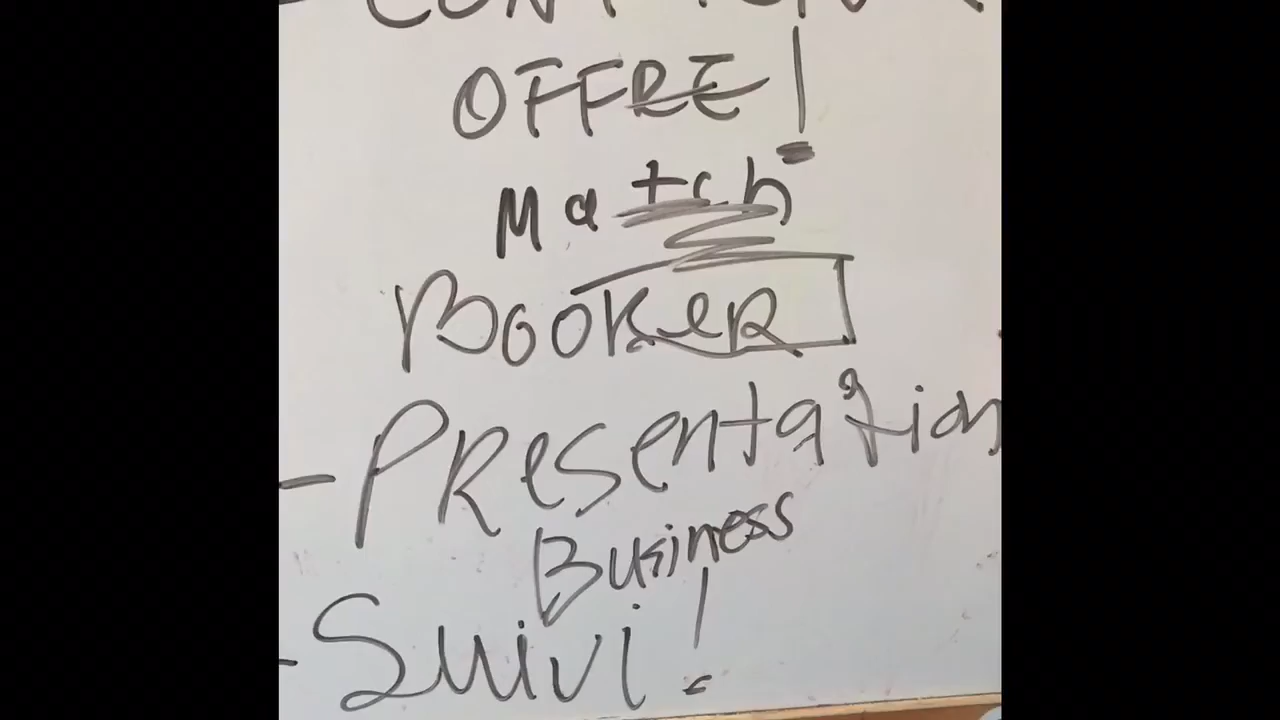 OFFRE !
Match
BOOKER
- PResentation
Business
- Suivi !